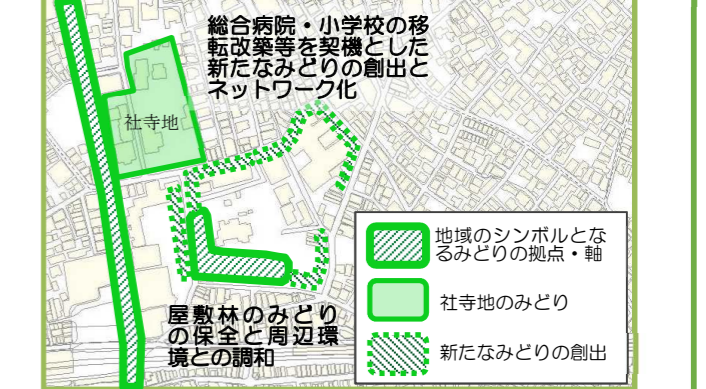 総合病院・小学校の移
転改築等を契機とした
新たなみどりの創出と
ネットワーク化
社寺地
地域のシンボルとな
るみどりの拠点・軸
社寺地のみどり
新たなみどりの創出
屋敷林のみどり
の保全と周辺環
境との調和